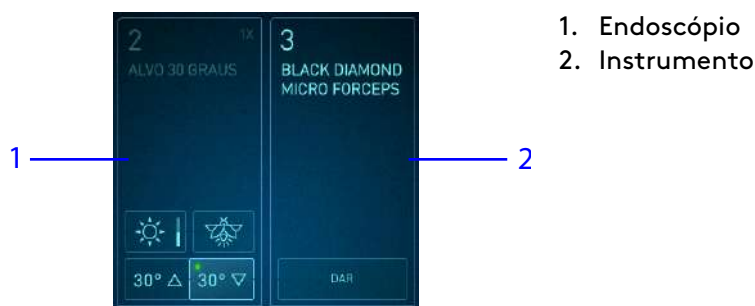 2 1X
ALVO 30 GRAUS
30° △ 30° ▽
3
BLACK DIAMOND
MICRO FORCEPS
DAR
1
2
1. Endoscópio
2. Instrumento